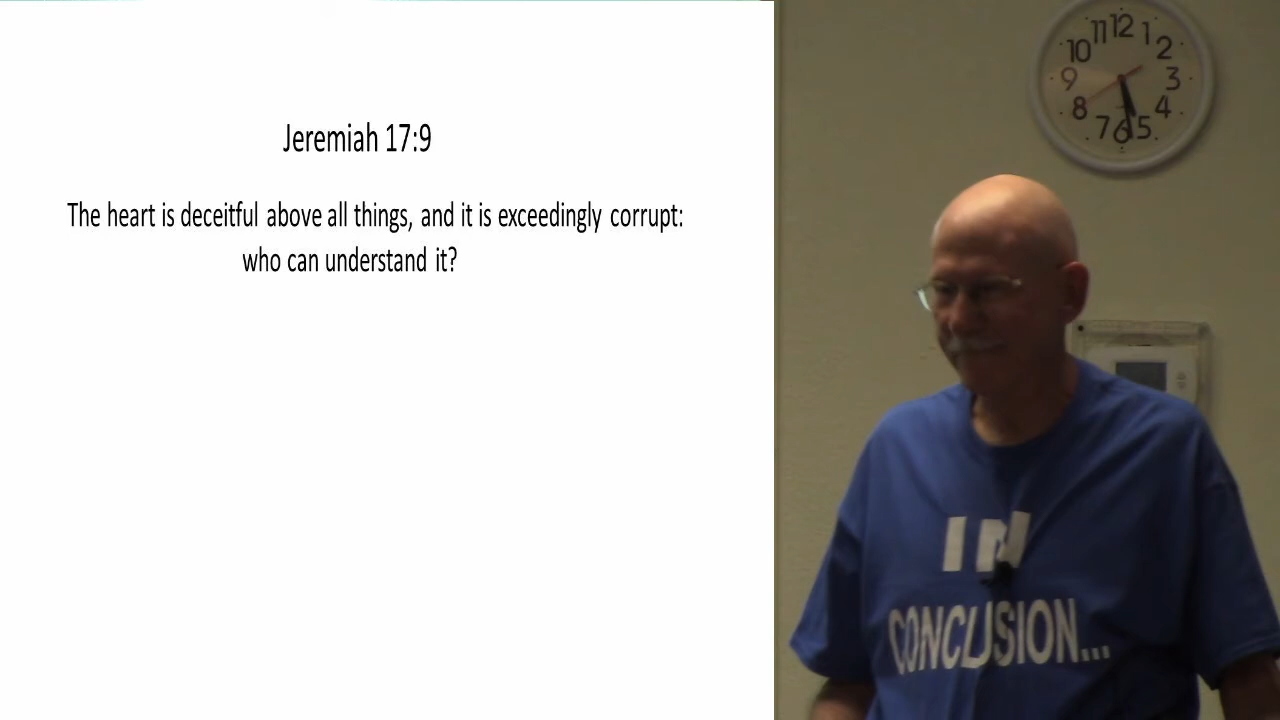 Jeremiah 17:9
The heart is deceitful above all things, and it is exceedingly corrupt:
who can understand it?
11 12 1
10 2
9 3
8 4
7 6 5
IN
CONCLUSION...